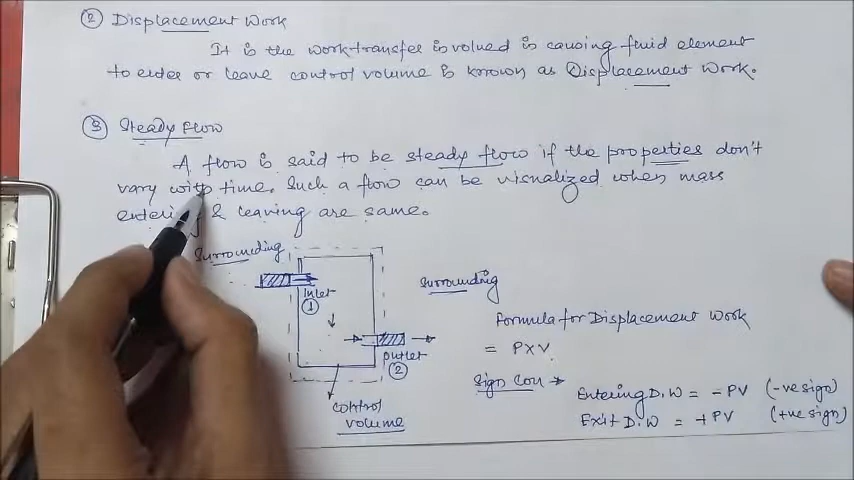 ② Displacement Work
It is the work transfer involved is causing fluid element
to enter or leave control volume is known as Displacement Work.
③ Steady Flow
A flow is said to be steady flow if the properties don't
vary with time. Such a flow can be visualized when mass
entering & leaving are same.
Surrounding
inlet
①
Surrounding
outlet
②
control
volume
Formula for Displacement Work
= P×V.
Sign Con →
Entering D.W = -PV (-ve sign)
Exit D.W = +PV (+ve sign)